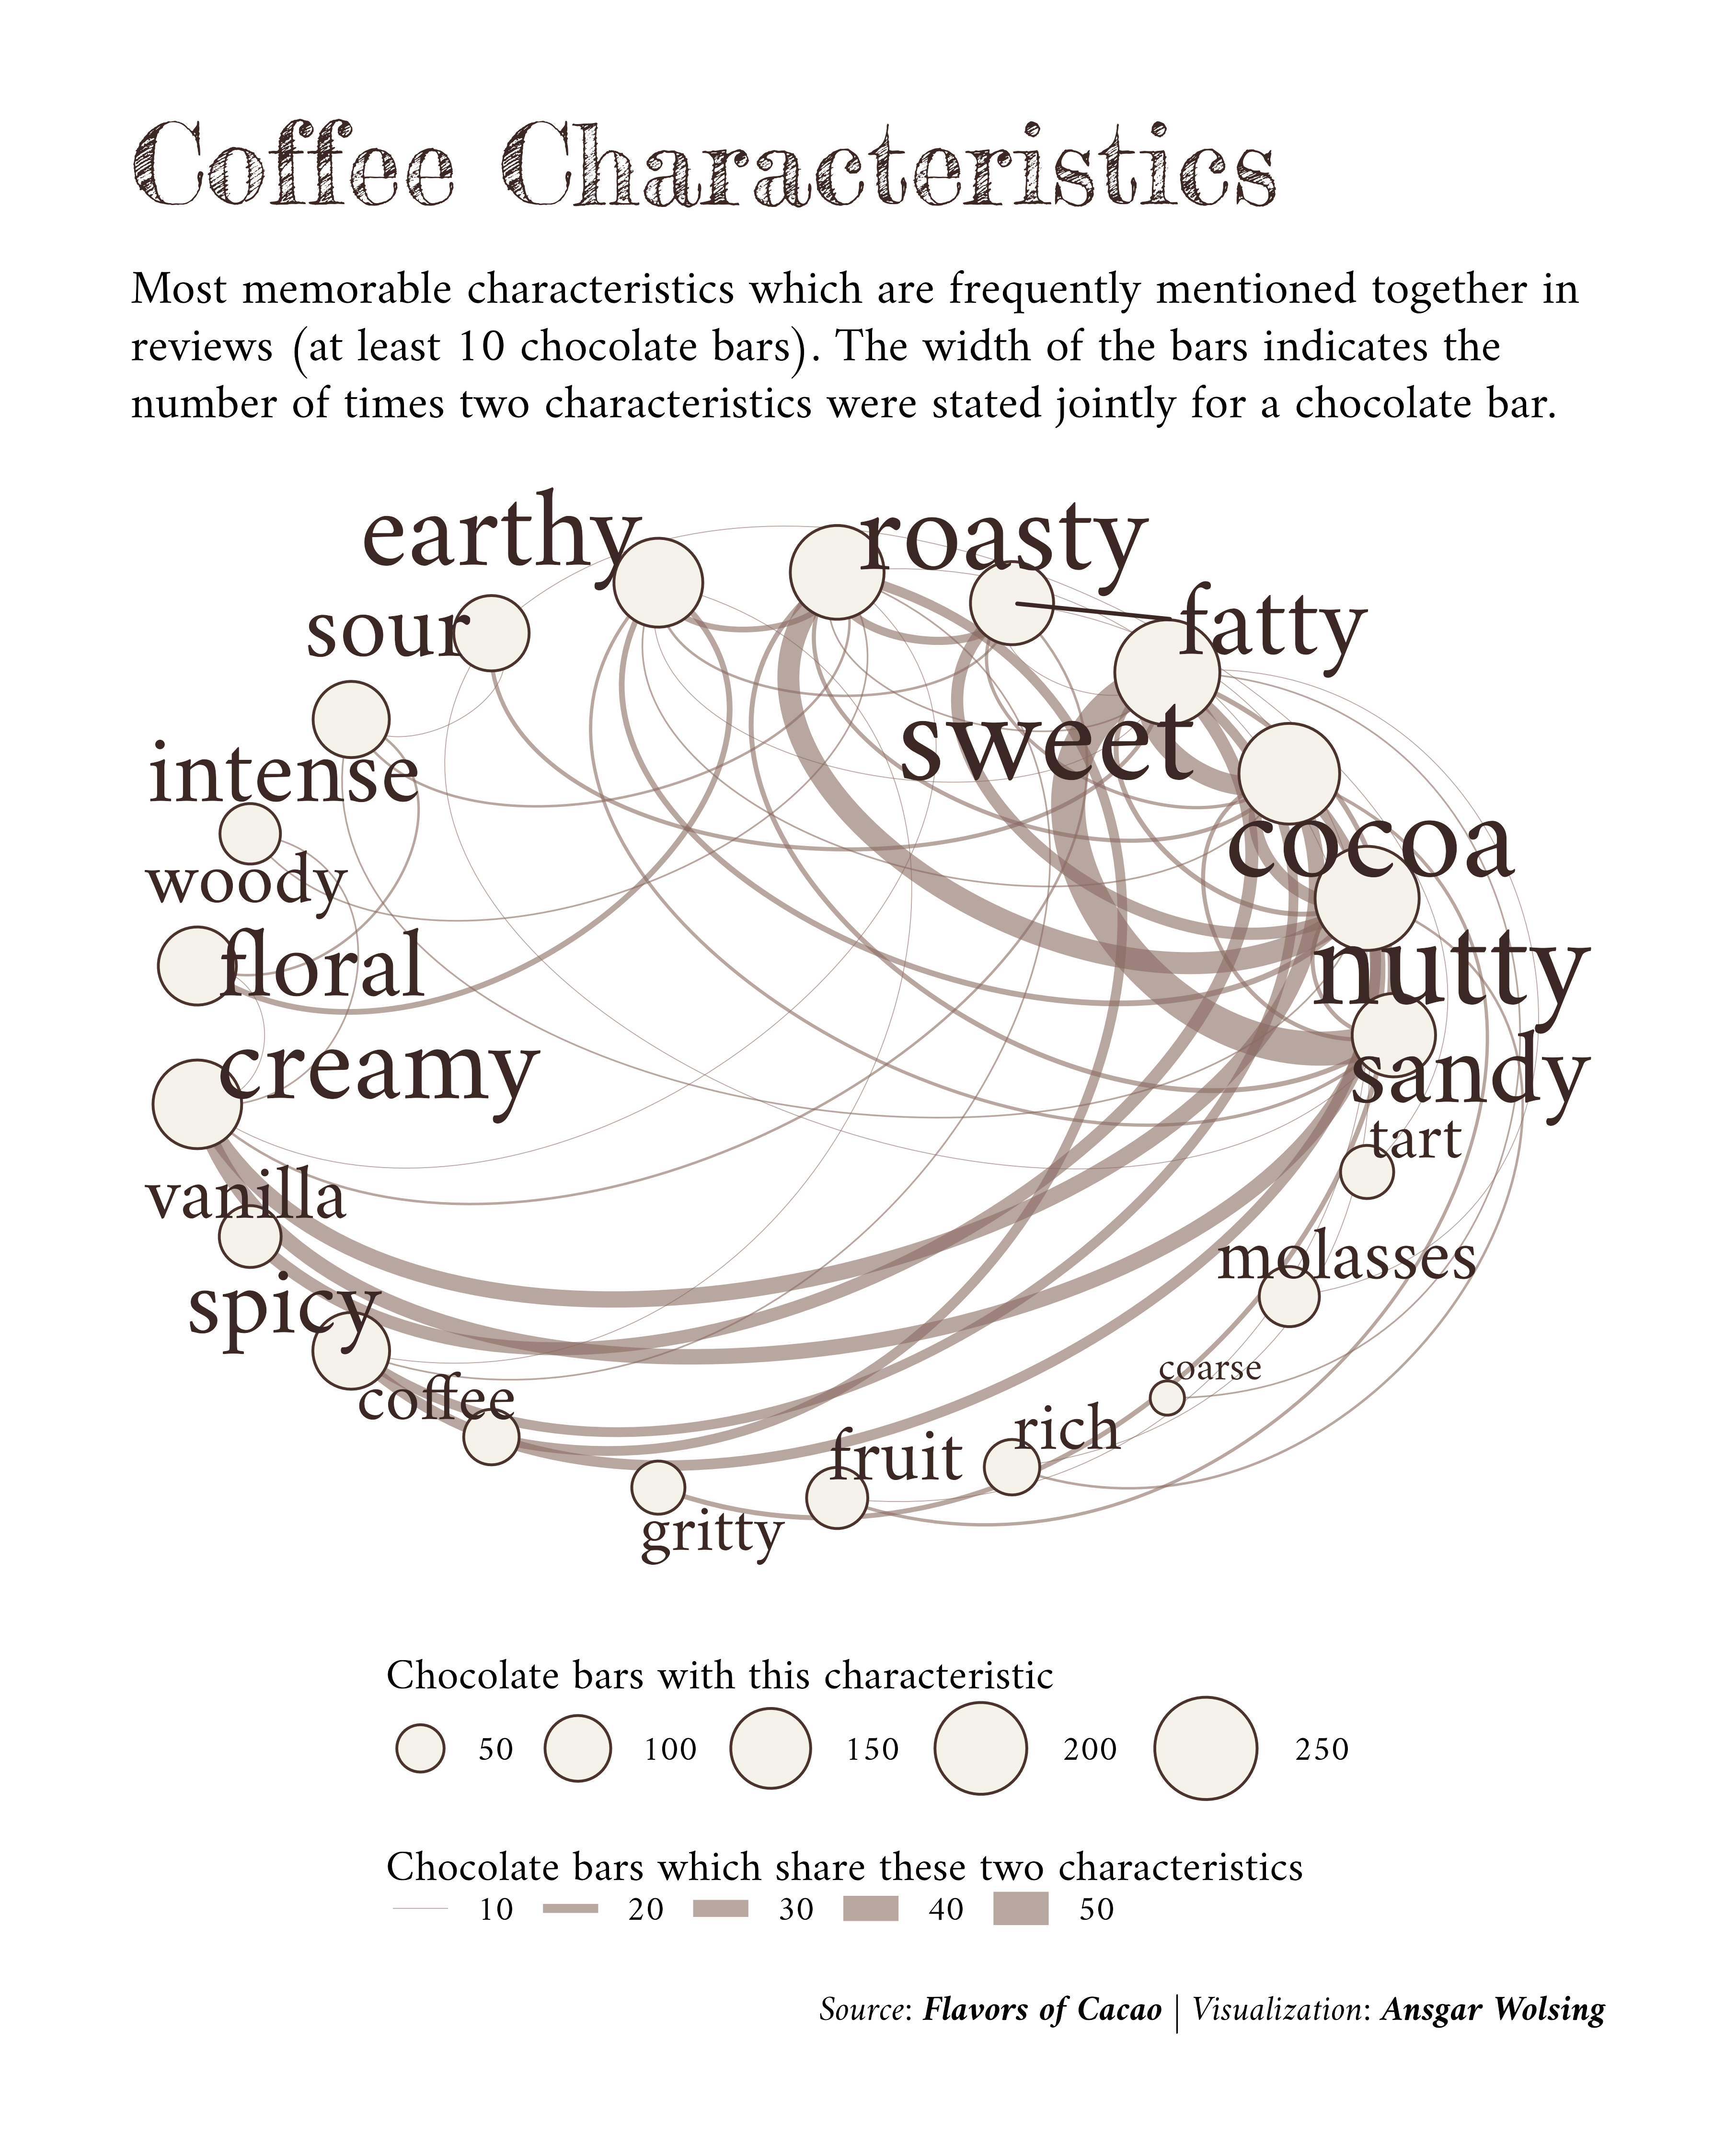 Coffee Characteristics
Most memorable characteristics which are frequently mentioned together in
reviews (at least 10 chocolate bars). The width of the bars indicates the
number of times two characteristics were stated jointly for a chocolate bar.
earthy
roasty
sour
fatty
sweet
intense
cocoa
woody
floral
nutty
creamy
sandy
tart
vanilla
molasses
spicy
coarse
coffee
rich
fruit
gritty
Chocolate bars with this characteristic
50 100 150 200 250
Chocolate bars which share these two characteristics
10 20 30 40 50
Source: Flavors of Cacao | Visualization: Ansgar Wolsing